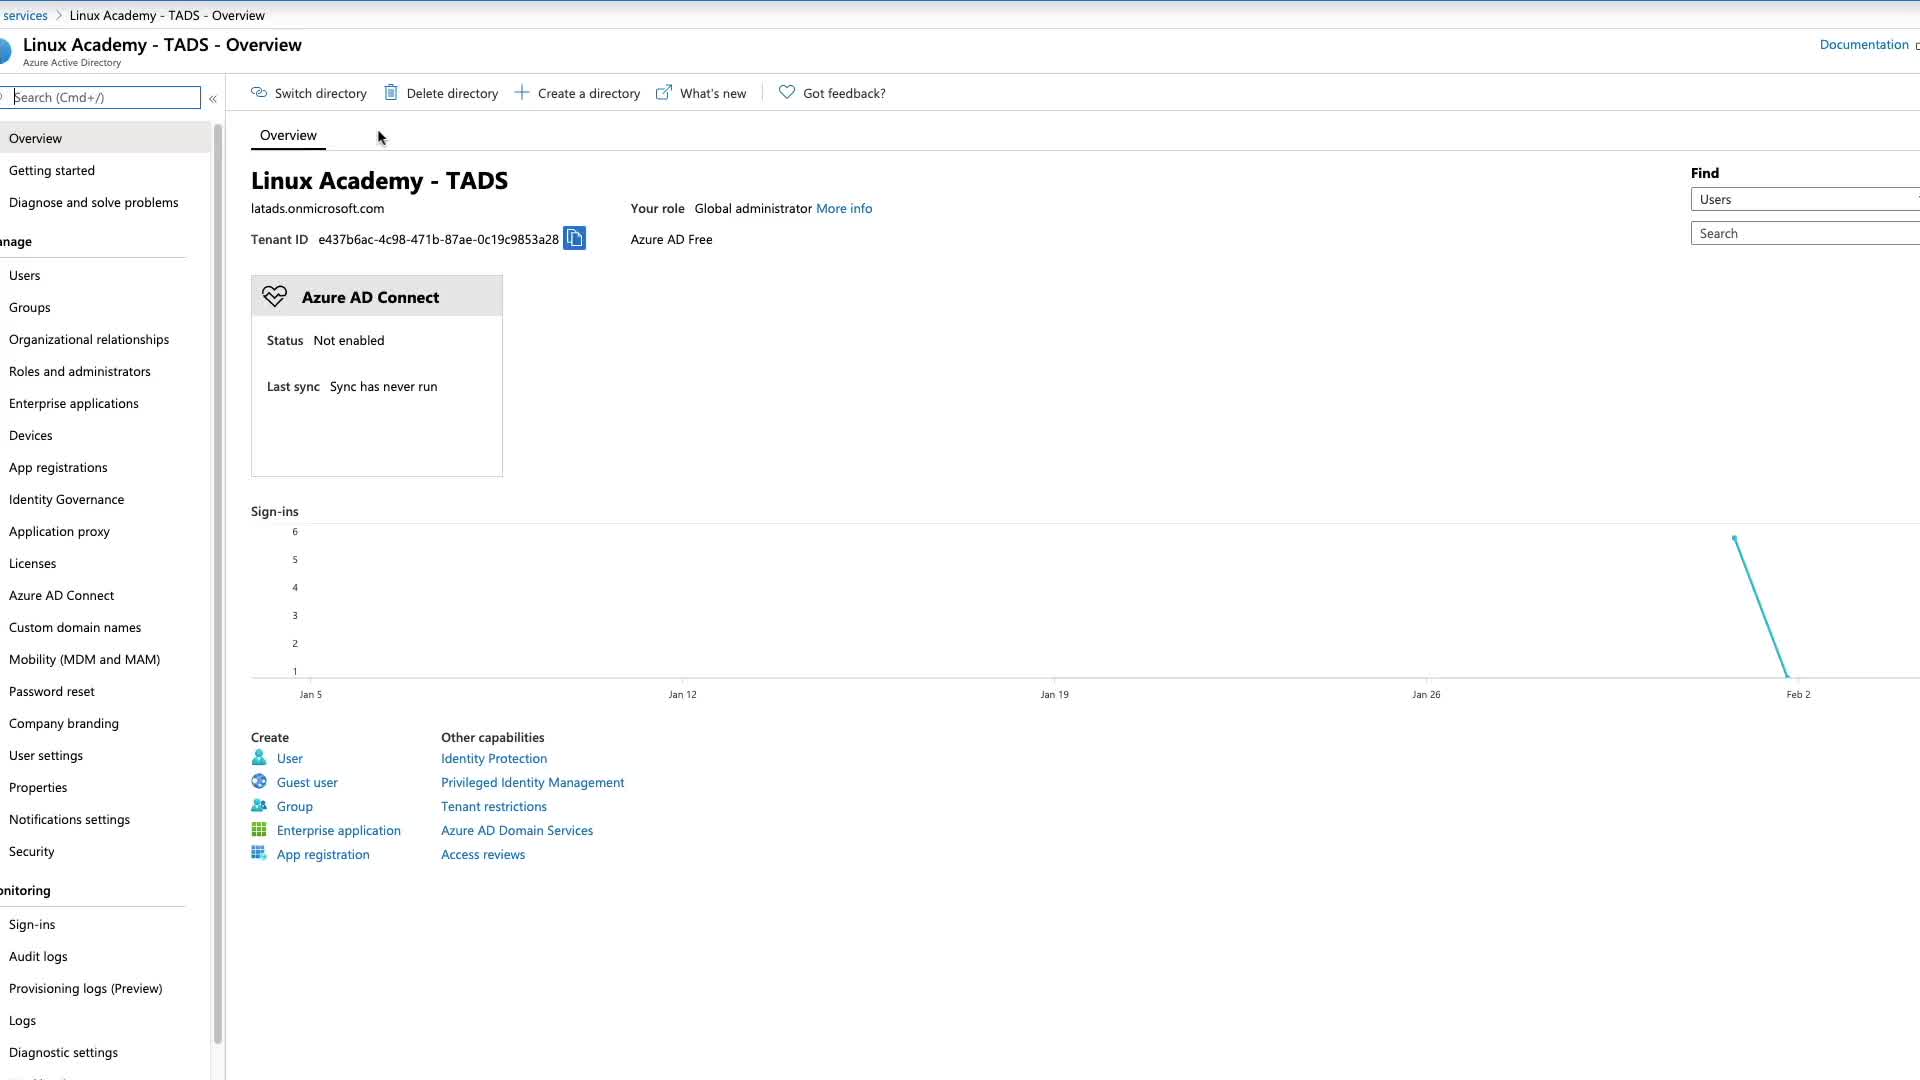 services > Linux Academy - TADS - Overview
Linux Academy - TADS - Overview
Azure Active Directory
Documentation
Search (Cmd+/)
«
Switch directory
Delete directory
Create a directory
What's new
Got feedback?
Overview
Getting started
Diagnose and solve problems
anage
Users
Groups
Organizational relationships
Roles and administrators
Enterprise applications
Devices
App registrations
Identity Governance
Application proxy
Licenses
Azure AD Connect
Custom domain names
Mobility (MDM and MAM)
Password reset
Company branding
User settings
Properties
Notifications settings
Security
onitoring
Sign-ins
Audit logs
Provisioning logs (Preview)
Logs
Diagnostic settings
Overview
Linux Academy - TADS
latads.onmicrosoft.com
Your role Global administrator More info
Tenant ID e437b6ac-4c98-471b-87ae-0c19c9853a28
Azure AD Free
Find
Users
Search
Azure AD Connect
Status Not enabled
Last sync Sync has never run
Sign-ins
6
5
4
3
2
1
Jan 5
Jan 12
Jan 19
Jan 26
Feb 2
Create
User
Guest user
Group
Enterprise application
App registration
Other capabilities
Identity Protection
Privileged Identity Management
Tenant restrictions
Azure AD Domain Services
Access reviews